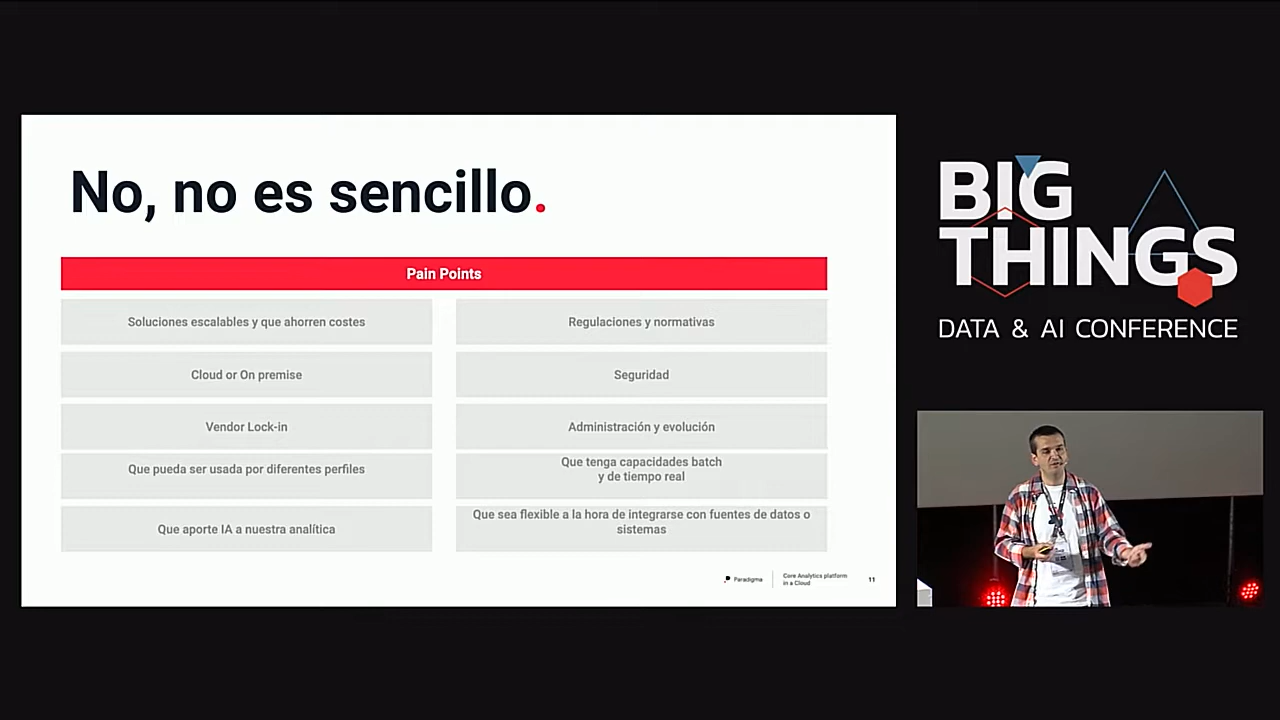 No, no es sencillo.
Pain Points
Soluciones escalables y que ahorren costes
Regulaciones y normativas
Cloud or On premise
Seguridad
Vendor Lock-in
Administración y evolución
Que pueda ser usada por diferentes perfiles
Que tenga capacidades batch
y de tiempo real
Que aporte IA a nuestra analítica
Que sea flexible a la hora de integrarse con fuentes de datos o
sistemas
Paradigma
Core Analytics platform
in a Cloud
11
BIG
THINGS
DATA & AI CONFERENCE